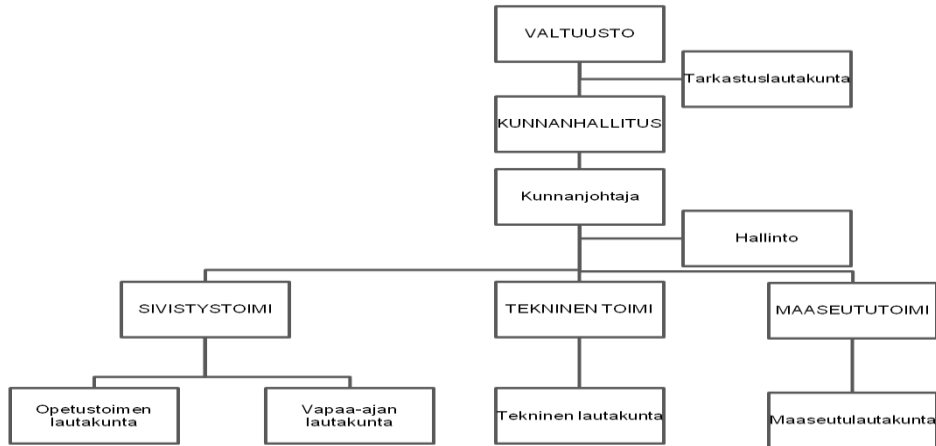 VALTUUSTO
Tarkastuslautakunta
KUNNANHALLITUS
Kunnanjohtaja
Hallinto
SIVISTYSTOIMI
TEKNINEN TOIMI
MAASEUTUTOIMI
Opetustoimen
lautakunta
Vapaa-ajan
lautakunta
Tekninen lautakunta
Maaseutulautakunta